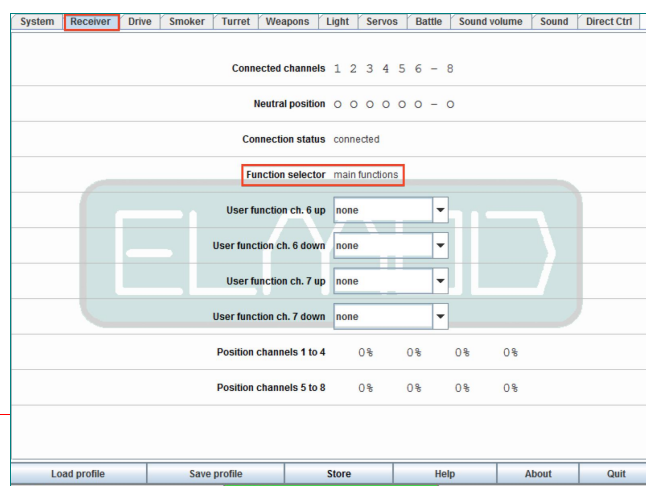 System Receiver Drive Smoker Turret Weapons Light Servos Battle Sound volume Sound Direct Ctrl
Connected channels 1 2 3 4 5 6 – 8
Neutral position O O O O O O – O
Connection status connected
Function selector main functions
User function ch. 6 up none
User function ch. 6 down none
User function ch. 7 up none
User function ch. 7 down none
ELMOD
Position channels 1 to 4 0% 0% 0% 0%
Position channels 5 to 8 0% 0% 0% 0%
Load profile Save profile Store Help About Quit